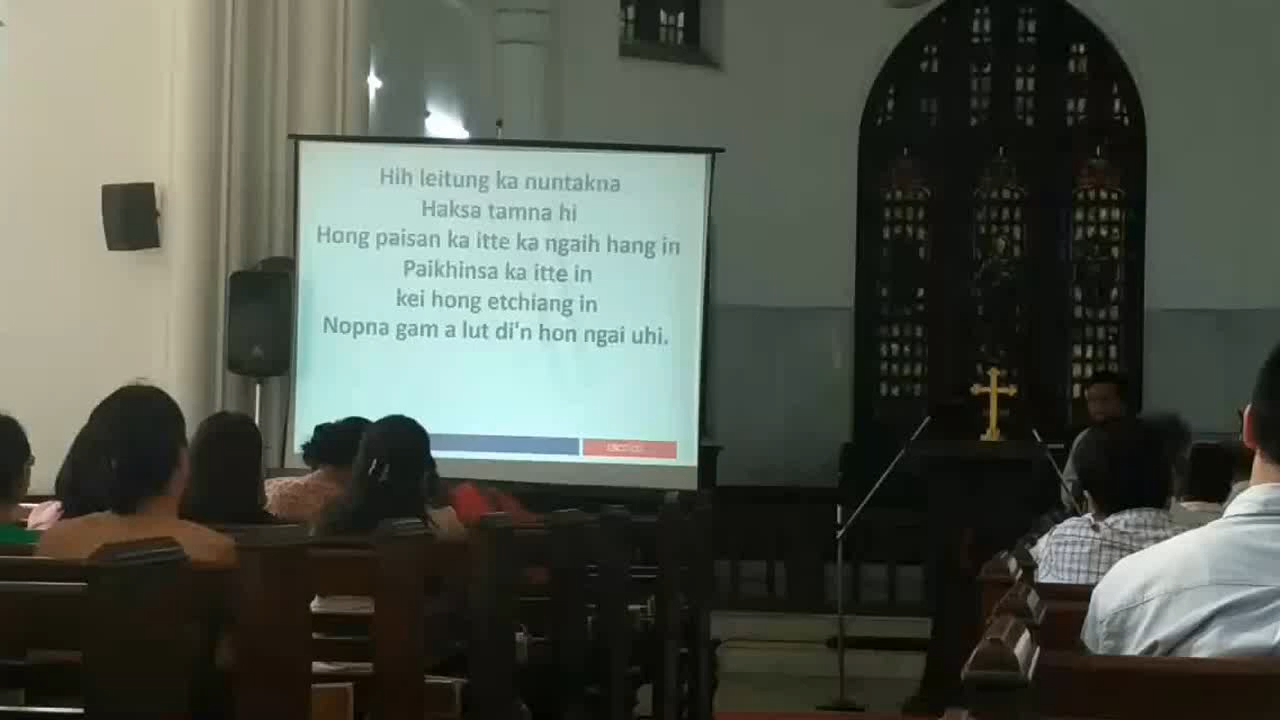 Hih leitung ka nuntakna
Haksa tamna hi
Hong paisan ka itte ka ngaih hang in
Paikhinsa ka itte in
kei hong etchiang in
Nopna gam a lut di'n hon ngai uhi.